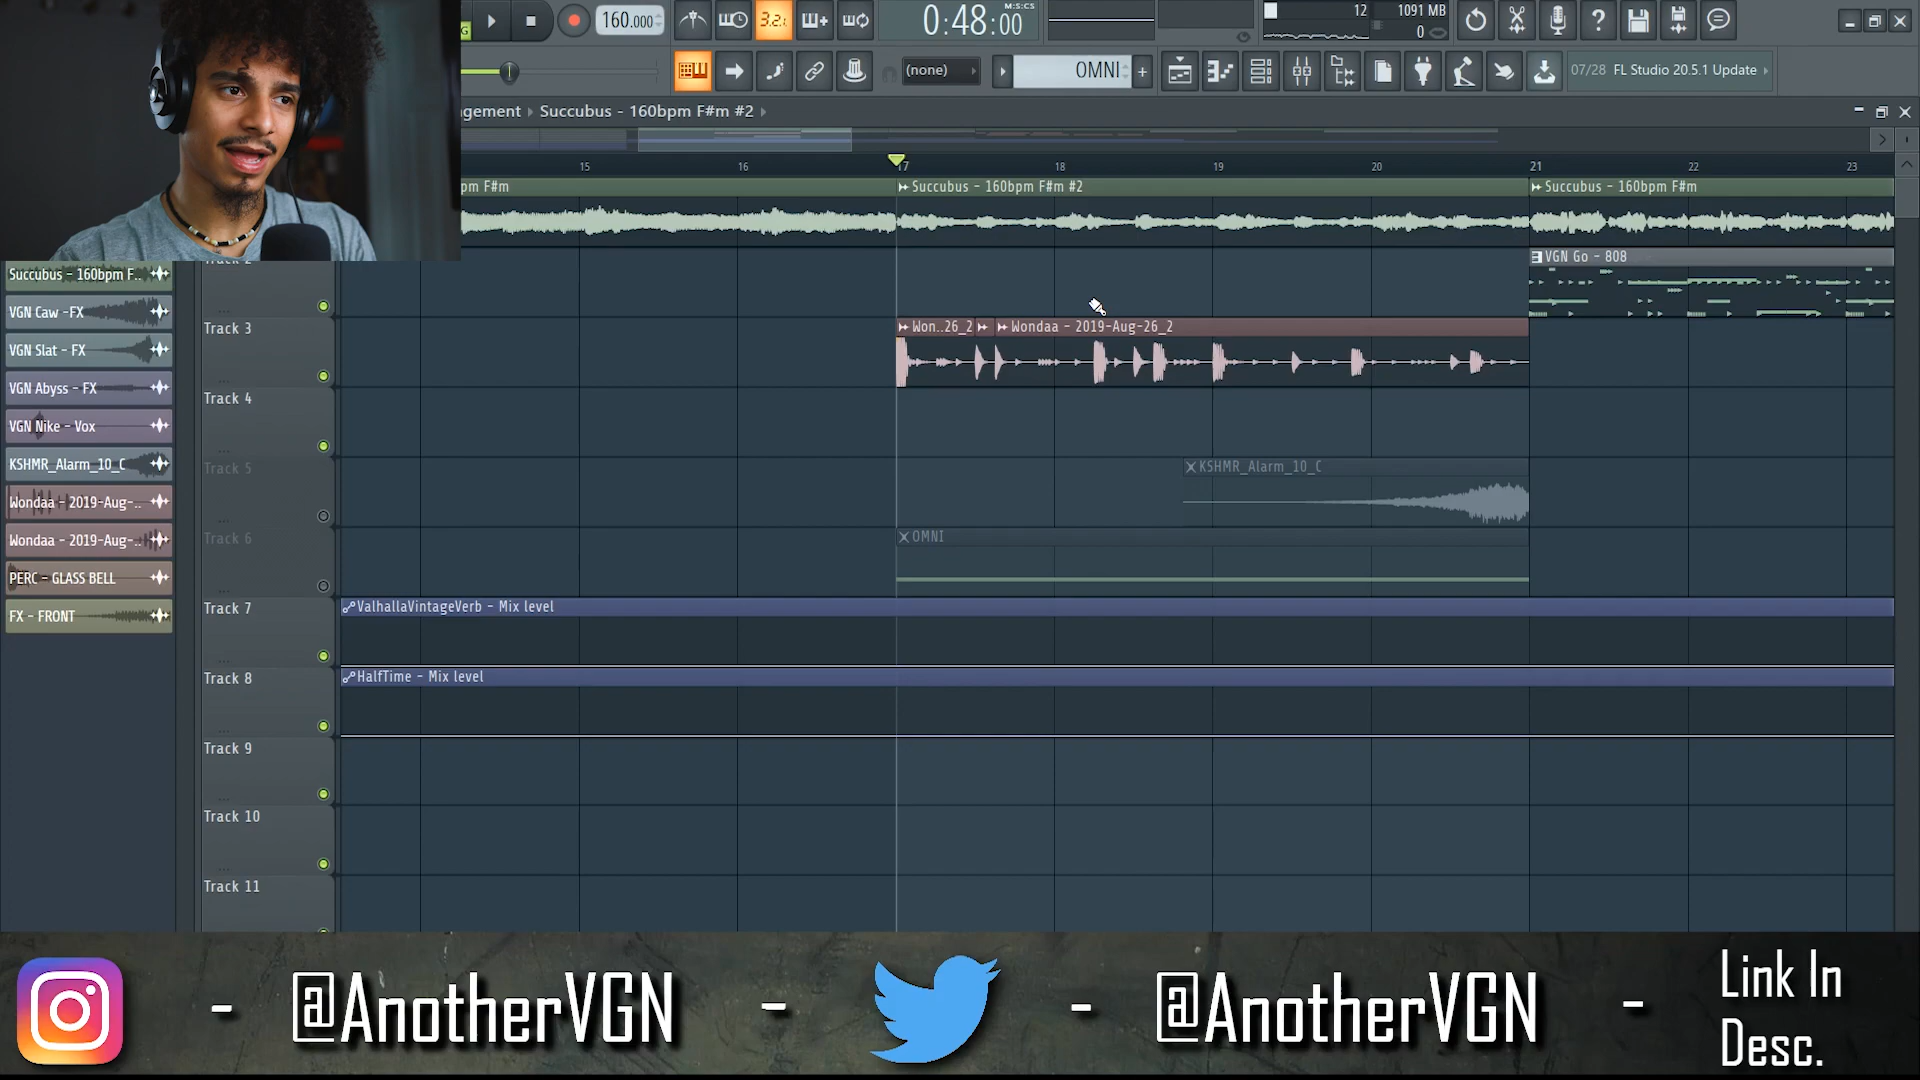 160.000
3.2.
0:48:00
M:S:CS
12
1091 MB
0
(none)
OMNI
07/28 FL Studio 20.5.1 Update
gement
Succubus - 160bpm F#m #2
15
16
17
18
19
20
21
22
23
pm F#m
Succubus - 160bpm F#m #2
Succubus - 160bpm F#m
VGN Go - 808
Succubus - 160bpm F..
VGN Caw -FX
VGN Slat - FX
VGN Abyss - FX
VGN Nike - Vox
KSHMR_Alarm_10_C
Wondaa - 2019-Aug-..
Wondaa - 2019-Aug-..
PERC - GLASS BELL
FX - FRONT
Track 2
Track 3
Won..26_2
Wondaa - 2019-Aug-26_2
Track 4
Track 5
KSHMR_Alarm_10_C
Track 6
OMNI
Track 7
ValhallaVintageVerb - Mix level
Track 8
HalfTime - Mix level
Track 9
Track 10
Track 11
- @AnotherVGN - - @AnotherVGN - Link In
Desc.